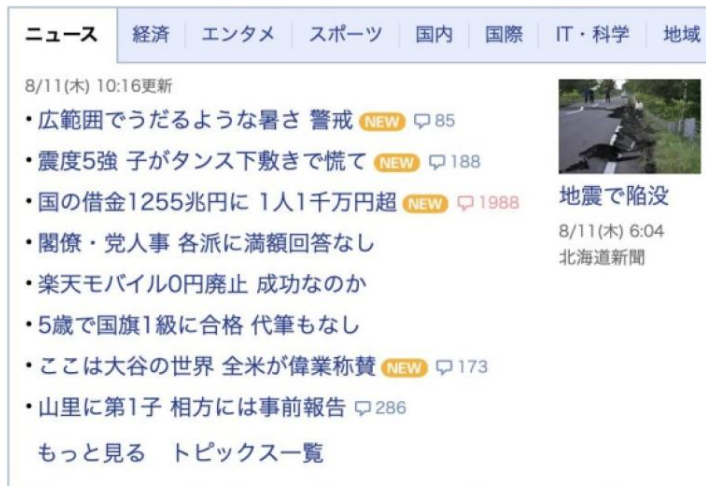 ニュース 経済 エンタメ スポーツ 国内 国際 IT・科学 地域
8/11(木) 10:16更新
・広範囲でうだるような暑さ 警戒 NEW 85
・震度5強 子がタンス下敷きで慌て NEW 188
・国の借金1255兆円に 1人1千万円超 NEW 1988
・閣僚・党人事 各派に満額回答なし
・楽天モバイル0円廃止 成功なのか
・5歳で国旗1級に合格 代筆もなし
・ここは大谷の世界 全米が偉業称賛 NEW 173
・山里に第1子 相方には事前報告 286
もっと見る トピックス一覧
地震で陥没
8/11(木) 6:04
北海道新聞